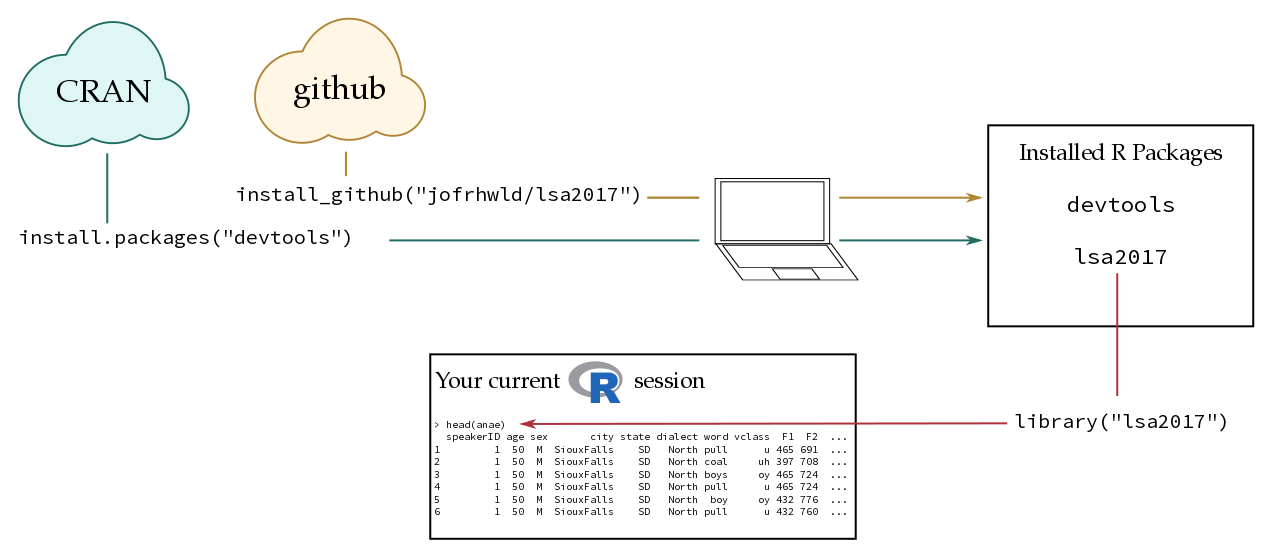 CRAN
github
install_github("jofrhwld/lsa2017")
install.packages("devtools")
Installed R Packages
devtools
lsa2017
library("lsa2017")
Your current R session
> head(anae)
  speakerID age sex       city state dialect word vclass  F1  F2  ...
1         1  50  M  SiouxFalls    SD   North pull      u 465 691  ...
2         1  50  M  SiouxFalls    SD   North coal     uh 397 708  ...
3         1  50  M  SiouxFalls    SD   North boys     oy 465 724  ...
4         1  50  M  SiouxFalls    SD   North pull      u 465 724  ...
5         1  50  M  SiouxFalls    SD   North  boy     oy 432 776  ...
6         1  50  M  SiouxFalls    SD   North pull      u 432 760  ...